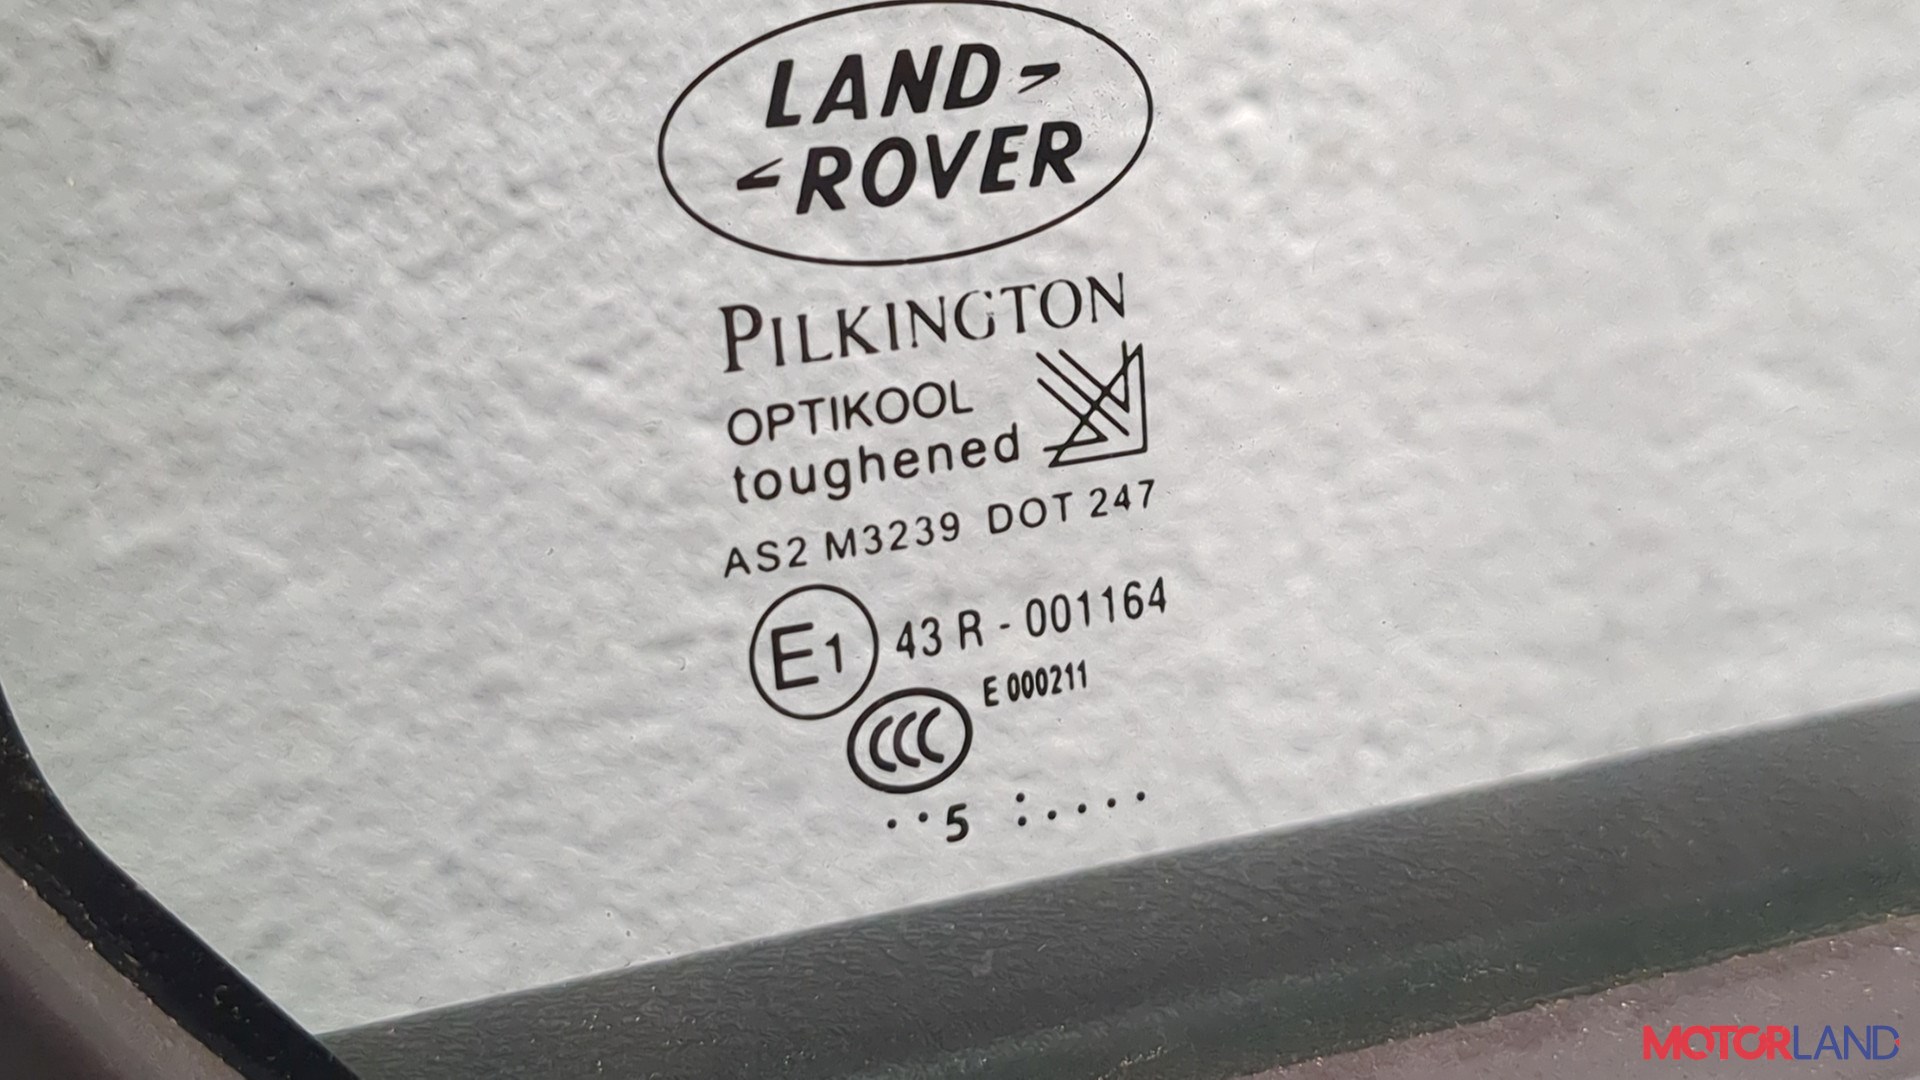 LAND
ROVER
PILKINGTON
OPTIKOOL
toughened
AS2 M3239 DOT 247
E1 43 R - 001164
E 000211
CCC
..5 :....
MOTORLAND